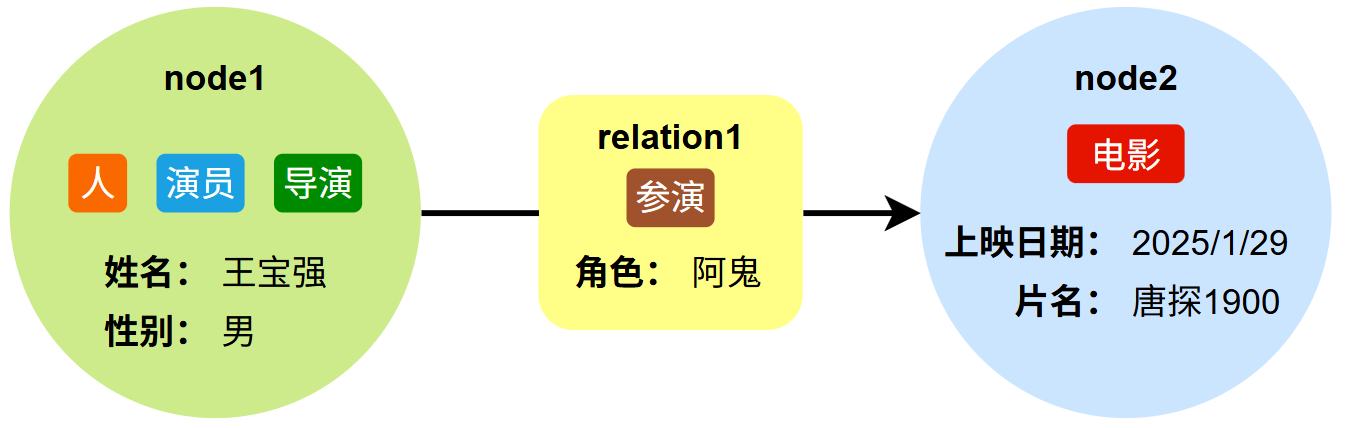 node1
人 演员 导演
姓名： 王宝强
性别： 男
relation1
参演
角色： 阿鬼
node2
电影
上映日期： 2025/1/29
片名： 唐探1900